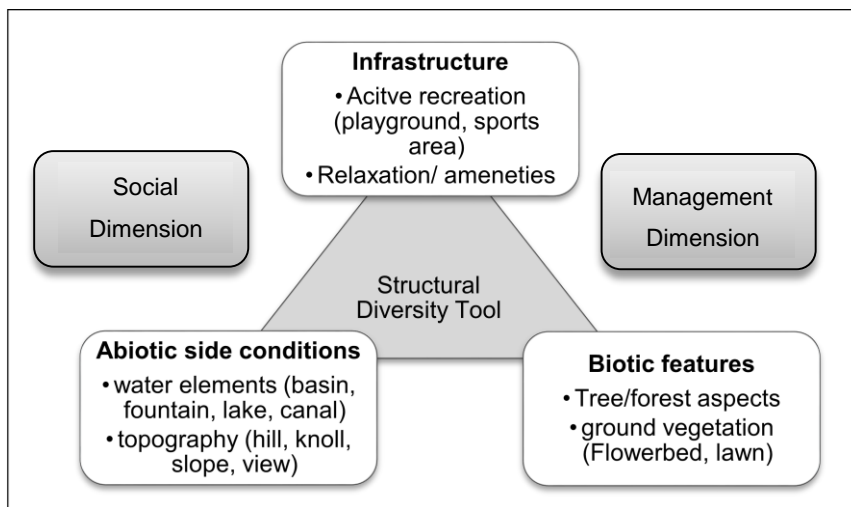 Infrastructure
• Acitve recreation
(playground, sports
area)
• Relaxation/ ameneties
Social
Dimension
Management
Dimension
Structural
Diversity Tool
Abiotic side conditions
• water elements (basin,
fountain, lake, canal)
• topography (hill, knoll,
slope, view)
Biotic features
• Tree/forest aspects
• ground vegetation
(Flowerbed, lawn)